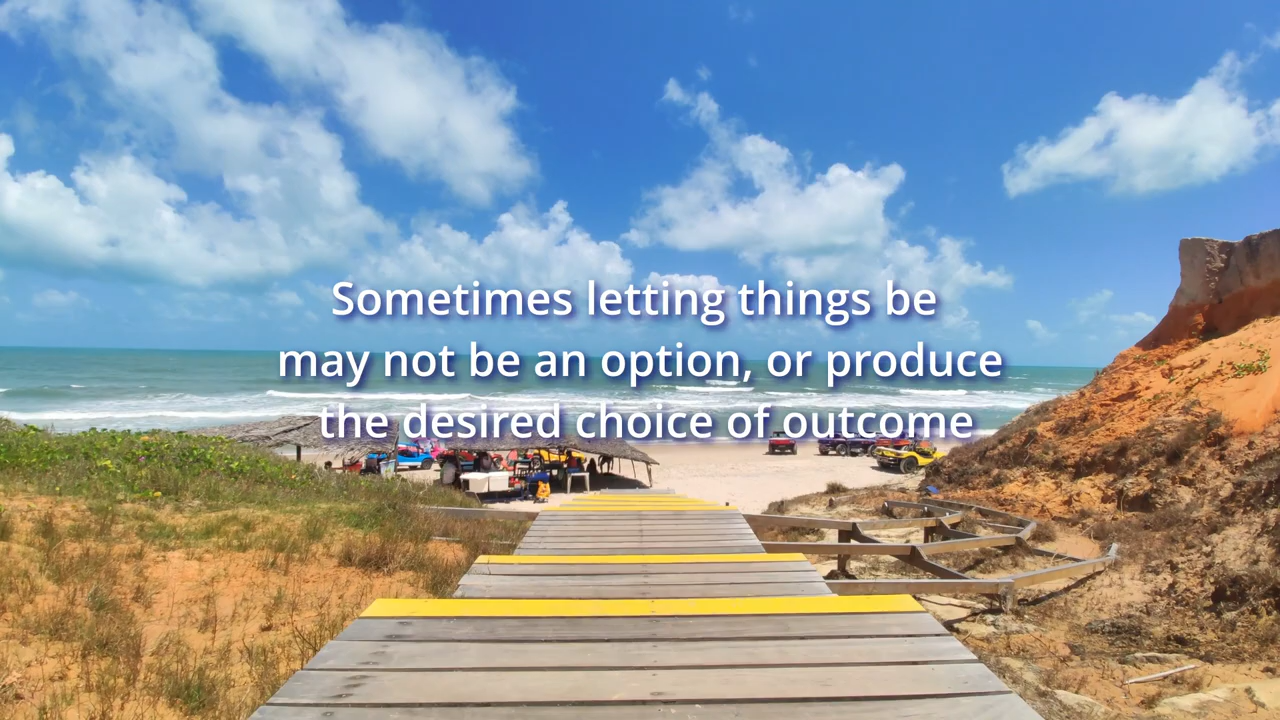 Sometimes letting things be
may not be an option, or produce
the desired choice of outcome